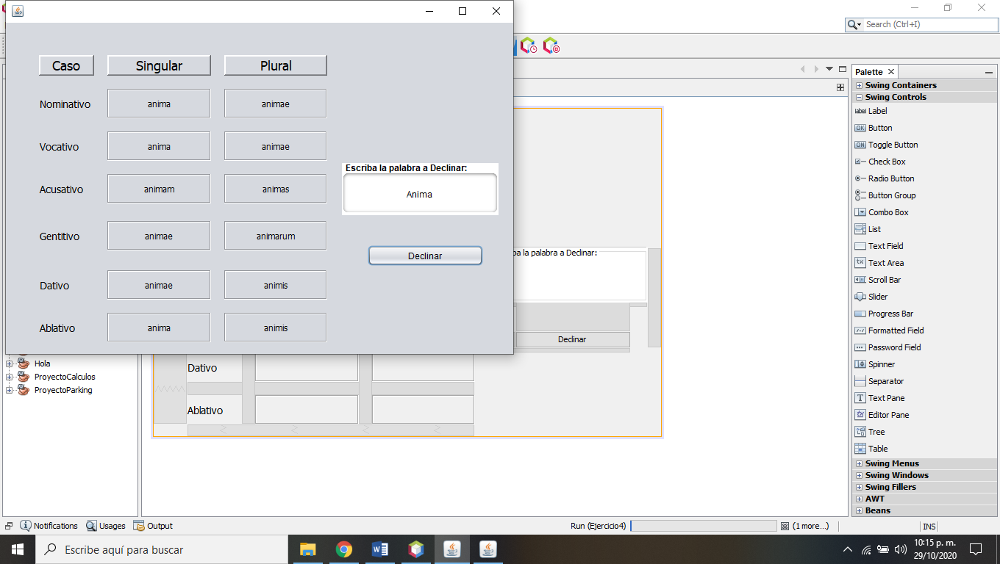 Caso Singular Plural
Nominativo anima animae
Vocativo anima animae
Acusativo animam animas
Gentitivo animae animarum
Dativo animae animis
Ablativo anima animis
Escriba la palabra a Declinar:
Anima
Declinar
Search (Ctrl+I)
ba la palabra a Declinar:
Declinar
Dativo
Ablativo
Hola
ProyectoCalculos
ProyectoParking
Palette
Swing Containers
Swing Controls
label Label
OK Button
ON Toggle Button
Check Box
Radio Button
Button Group
Combo Box
List
Text Field
Text Area
Scroll Bar
Slider
Progress Bar
Formatted Field
Password Field
Spinner
Separator
T Text Pane
Editor Pane
Tree
Table
Swing Menus
Swing Windows
Swing Fillers
AWT
Beans
Notifications Usages Output
Run (Ejercicio4) (1 more...) INS
Escribe aquí para buscar
10:15 p. m.
29/10/2020